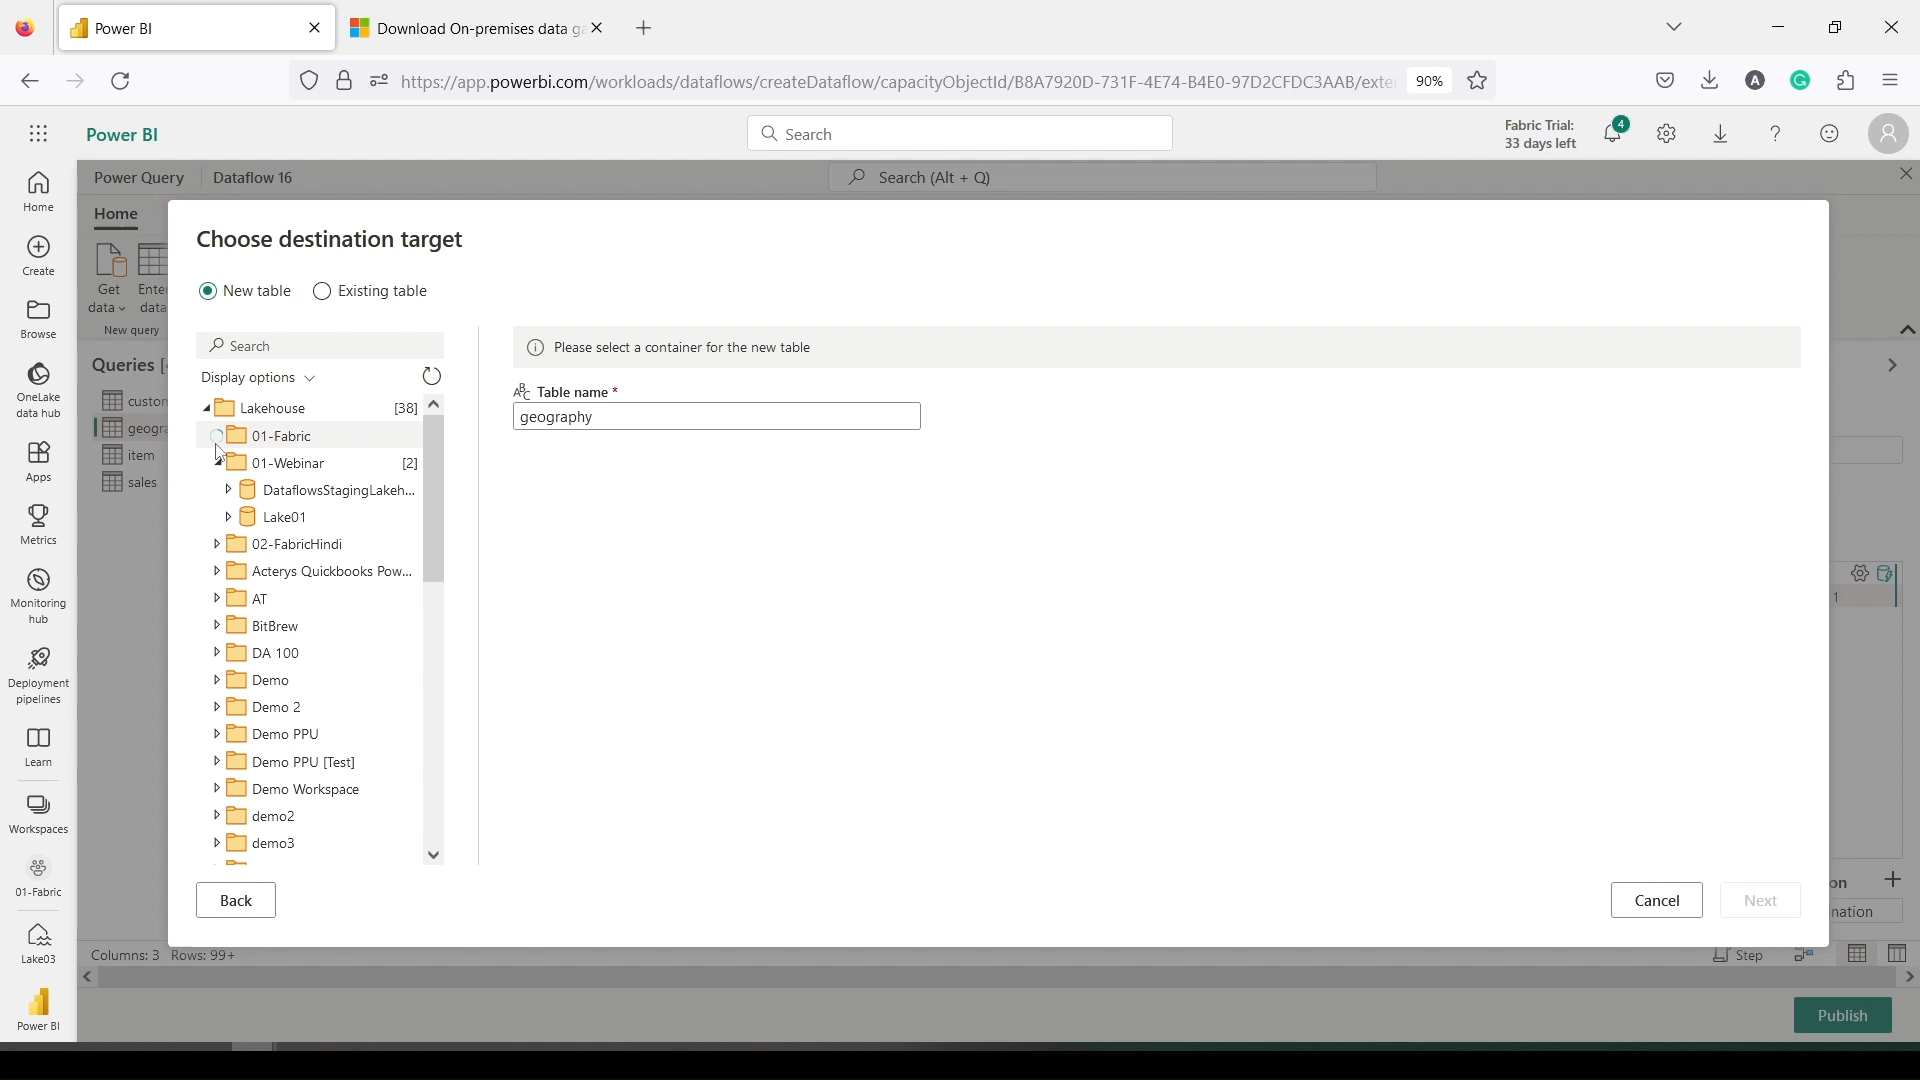 Power BI
Download On-premises data ga
https://app.powerbi.com/workloads/dataflows/createDataflow/capacityObjectId/B8A7920D-731F-4E74-B4E0-97D2CFDC3AAB/exter
90%
A
Power BI
Search
Fabric Trial:
33 days left
4
Home
Create
Browse
OneLake
data hub
Apps
Metrics
Monitoring
hub
Deployment
pipelines
Learn
Workspaces
01-Fabric
Lake03
Power BI
Power Query
Dataflow 16
Search (Alt + Q)
Home
Get
data
Enter
data
New query
Queries [
custom
geogra
item
sales
Choose destination target
New table
Existing table
Search
Display options
Lakehouse [38]
01-Fabric
01-Webinar [2]
DataflowsStagingLakeh...
Lake01
02-FabricHindi
Acterys Quickbooks Pow...
AT
BitBrew
DA 100
Demo
Demo 2
Demo PPU
Demo PPU [Test]
Demo Workspace
demo2
demo3
Please select a container for the new table
ABC Table name *
geography
Back
Cancel
Next
1
on
nation
Columns: 3 Rows: 99+
Step
Publish